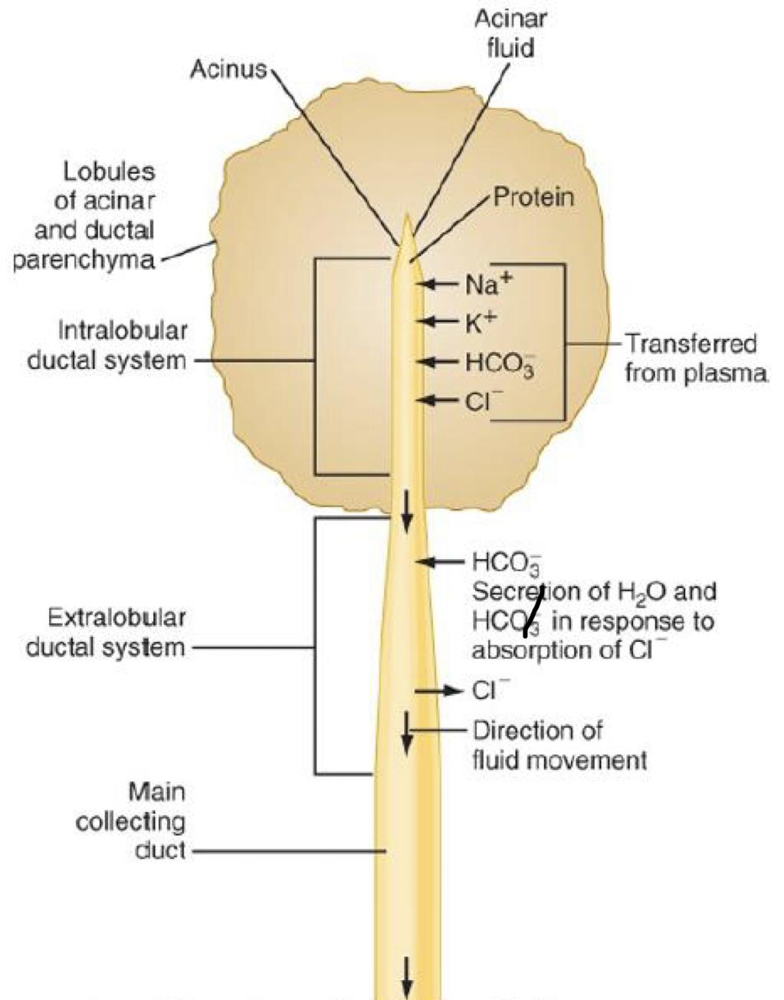 Acinar
fluid
Acinus
Lobules
of acinar
and ductal
parenchyma
Protein
Na⁺
K⁺
HCO₃⁻
Cl⁻
Transferred
from plasma
Intralobular
ductal system
HCO₃⁻
Secretion of H₂O and
HCO₃⁻ in response to
absorption of Cl⁻
Extralobular
ductal system
Cl⁻
Direction of
fluid movement
Main
collecting
duct